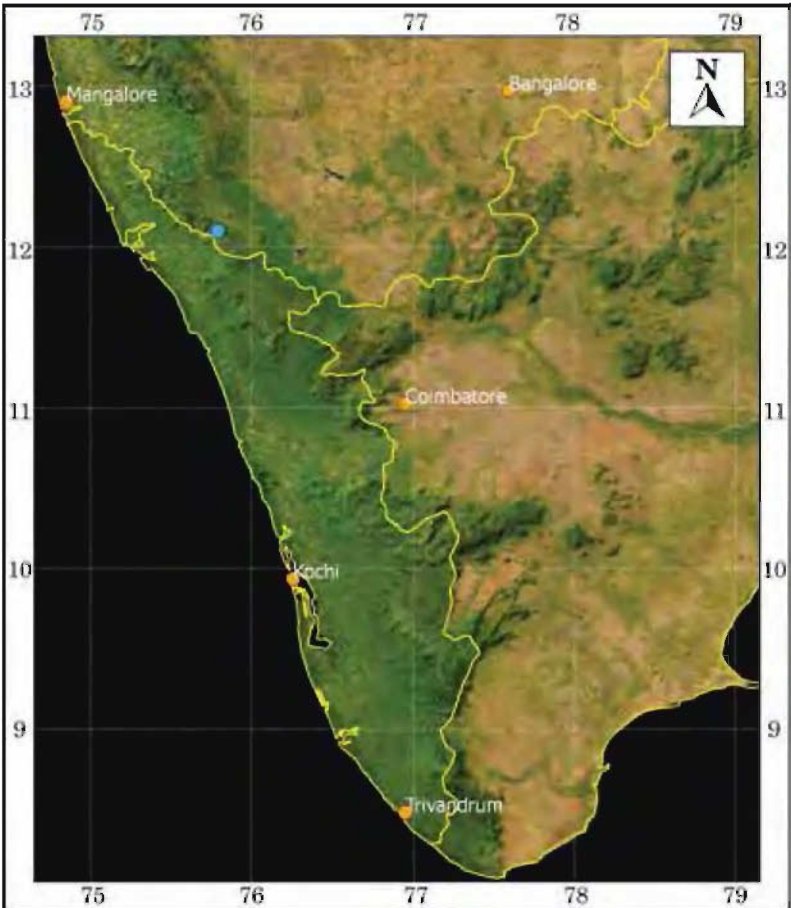 75 76 77 78 79
N
13 Mangalore Bangalore 13
12 12
11 Coimbatore 11
10 Kochi 10
9 9
Trivandrum
75 76 77 78 79